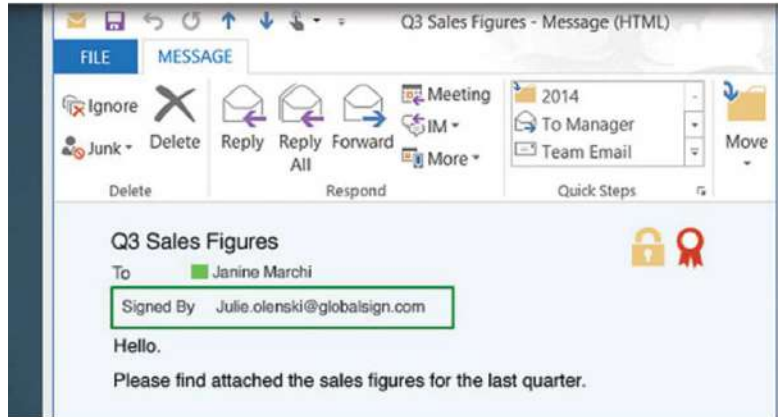 Q3 Sales Figures - Message (HTML)
FILE MESSAGE
Ignore
Junk
Delete
Reply
Reply All
Forward
Meeting
IM
More
2014
To Manager
Team Email
Move
Delete
Respond
Quick Steps
Q3 Sales Figures
To Janine Marchi
Signed By Julie.olenski@globalsign.com
Hello.
Please find attached the sales figures for the last quarter.